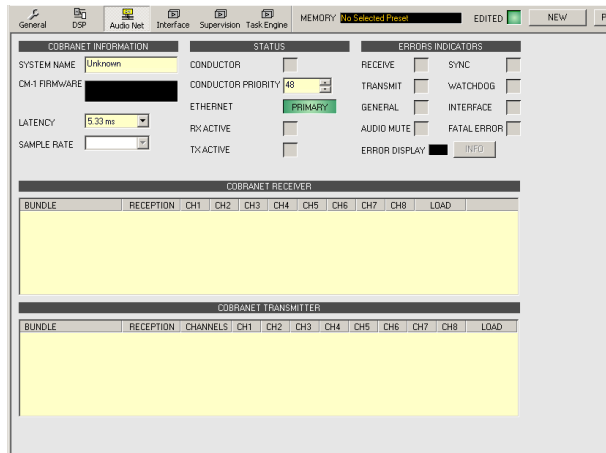 General DSP Audio Net Interface Supervision Task Engine MEMORY No Selected Preset EDITED NEW P
COBRANET INFORMATION STATUS ERRORS INDICATORS
SYSTEM NAME Unknown CONDUCTOR RECEIVE SYNC
CM-1 FIRMWARE CONDUCTOR PRIORITY 48 TRANSMIT WATCHDOG
ETHERNET PRIMARY GENERAL INTERFACE
LATENCY 5.33 ms RX ACTIVE AUDIO MUTE FATAL ERROR
SAMPLE RATE TX ACTIVE ERROR DISPLAY INFO
COBRANET RECEIVER
BUNDLE RECEPTION CH1 CH2 CH3 CH4 CH5 CH6 CH7 CH8 LOAD
COBRANET TRANSMITTER
BUNDLE RECEPTION CHANNELS CH1 CH2 CH3 CH4 CH5 CH6 CH7 CH8 LOAD